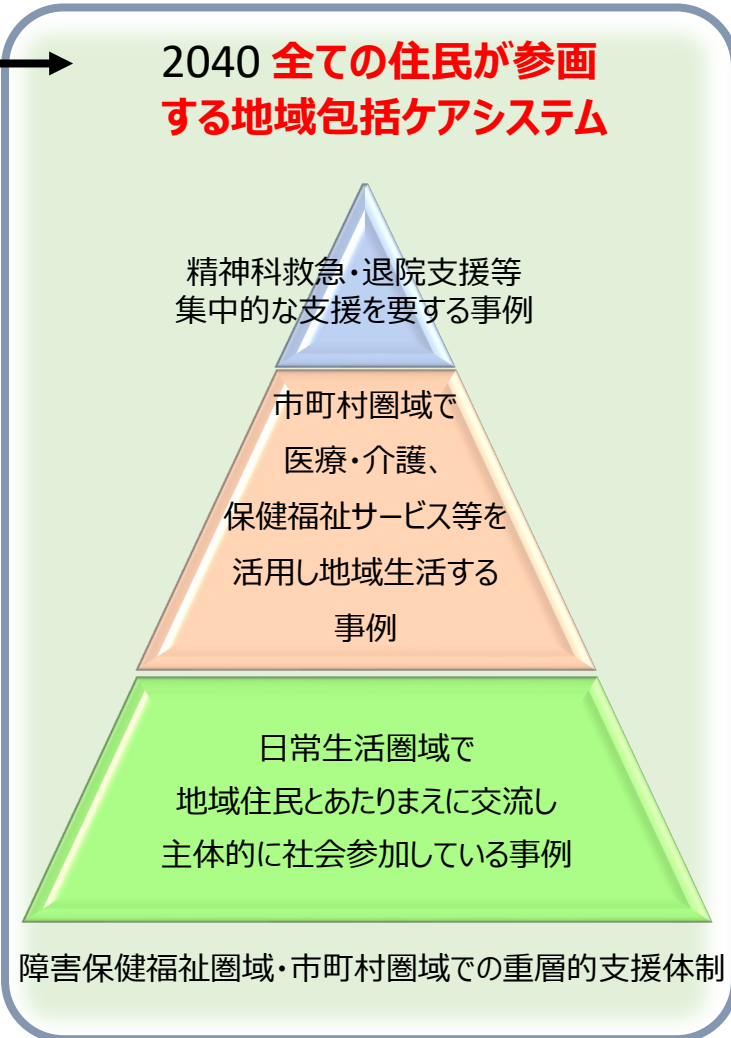 2040 全ての住民が参画
する地域包括ケアシステム
精神科救急・退院支援等
集中的な支援を要する事例
市町村圏域で
医療・介護、
保健福祉サービス等を
活用し地域生活する
事例
日常生活圏域で
地域住民とあたりまえに交流し
主体的に社会参加している事例
障害保健福祉圏域・市町村圏域での重層的支援体制